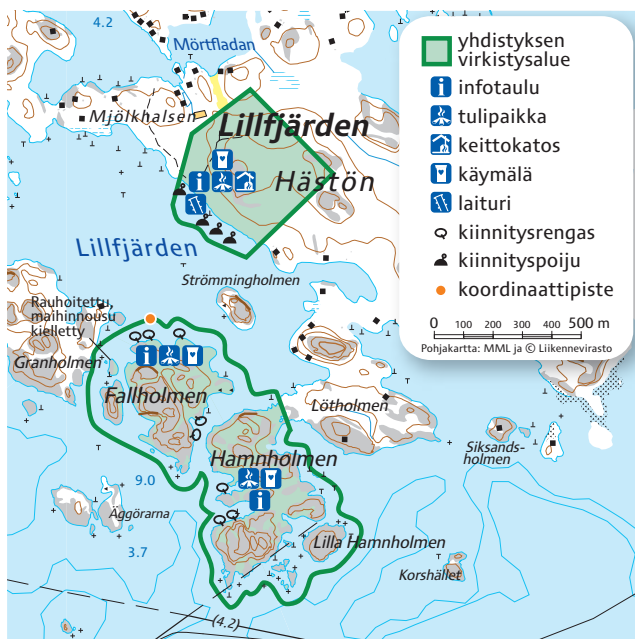 4.2
Mörtfladan
Mjölkhalsen
Lillfjärden
Hästön
Lillfjärden
Strömmingholmen
Rauhoitettu,
maihinnousu
kielletty
Granholmen
Fallholmen
Lötholmen
Hamnholmen
Siksands-
holmen
9.0
Äggörarna
3.7
Lilla Hamnholmen
Korshället
(4.2)
yhdistyksen
virkistysalue
infotaulu
tulipaikka
keittokatos
käymälä
laituri
kiinnitysrengas
kiinnityspoiju
koordinaattipiste
0 100 200 300 400 500 m
Pohjakartta: MML ja © Liikennevirasto